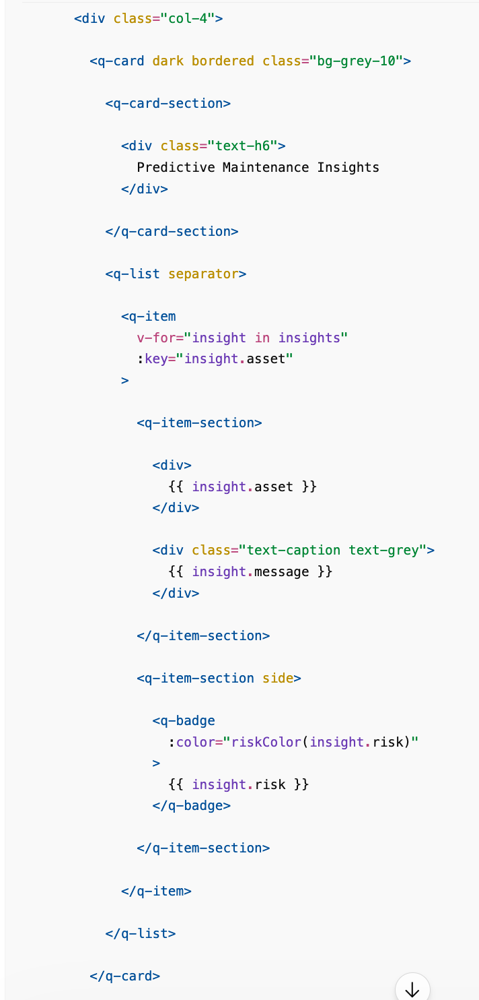 <div class="col-4">
<q-card dark bordered class="bg-grey-10">
<q-card-section>
<div class="text-h6">
Predictive Maintenance Insights
</div>
</q-card-section>
<q-list separator>
<q-item
v-for="insight in insights"
:key="insight.asset"
>
<q-item-section>
<div>
{{ insight.asset }}
</div>
<div class="text-caption text-grey">
{{ insight.message }}
</div>
</q-item-section>
<q-item-section side>
<q-badge
:color="riskColor(insight.risk)"
>
{{ insight.risk }}
</q-badge>
</q-item-section>
</q-item>
</q-list>
</q-card>